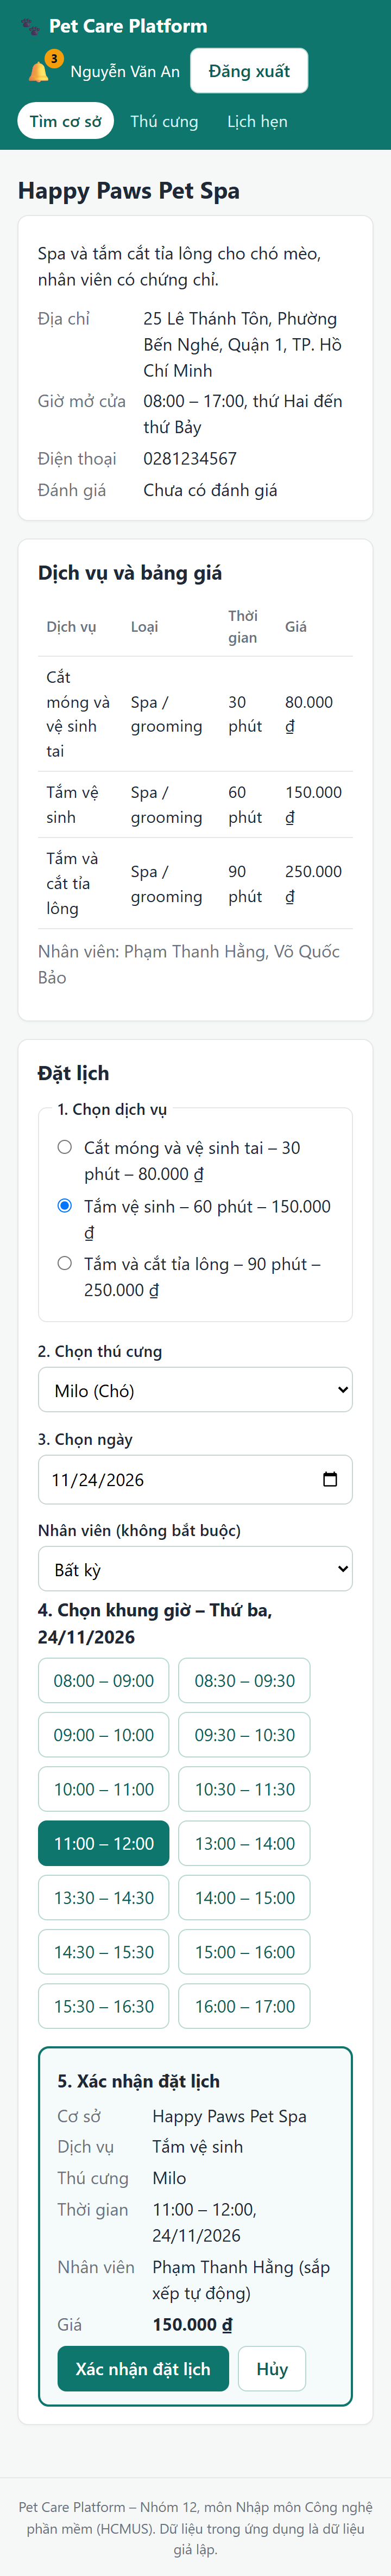 Pet Care Platform
3
Nguyễn Văn An
Đăng xuất
Tìm cơ sở
Thú cưng
Lịch hẹn
Happy Paws Pet Spa
Spa và tắm cắt tỉa lông cho chó mèo,
nhân viên có chứng chỉ.
Địa chỉ
25 Lê Thánh Tôn, Phường
Bến Nghé, Quận 1, TP. Hồ
Chí Minh
Giờ mở cửa
08:00 – 17:00, thứ Hai đến
thứ Bảy
Điện thoại
0281234567
Đánh giá
Chưa có đánh giá
Dịch vụ và bảng giá
Dịch vụ
Loại
Thời
gian
Giá
Cắt
móng và
vệ sinh
tai
Spa /
grooming
30
phút
80.000
₫
Tắm vệ
sinh
Spa /
grooming
60
phút
150.000
₫
Tắm và
cắt tỉa
lông
Spa /
grooming
90
phút
250.000
₫
Nhân viên: Phạm Thanh Hằng, Võ Quốc
Bảo
Đặt lịch
1. Chọn dịch vụ
Cắt móng và vệ sinh tai – 30
phút – 80.000 ₫
Tắm vệ sinh – 60 phút – 150.000
₫
Tắm và cắt tỉa lông – 90 phút –
250.000 ₫
2. Chọn thú cưng
Milo (Chó)
3. Chọn ngày
11/24/2026
Nhân viên (không bắt buộc)
Bất kỳ
4. Chọn khung giờ – Thứ ba,
24/11/2026
08:00 – 09:00
08:30 – 09:30
09:00 – 10:00
09:30 – 10:30
10:00 – 11:00
10:30 – 11:30
11:00 – 12:00
13:00 – 14:00
13:30 – 14:30
14:00 – 15:00
14:30 – 15:30
15:00 – 16:00
15:30 – 16:30
16:00 – 17:00
5. Xác nhận đặt lịch
Cơ sở
Happy Paws Pet Spa
Dịch vụ
Tắm vệ sinh
Thú cưng
Milo
Thời gian
11:00 – 12:00,
24/11/2026
Nhân viên
Phạm Thanh Hằng (sắp
xếp tự động)
Giá
150.000 ₫
Xác nhận đặt lịch
Hủy
Pet Care Platform – Nhóm 12, môn Nhập môn Công nghệ
phần mềm (HCMUS). Dữ liệu trong ứng dụng là dữ liệu
giả lập.